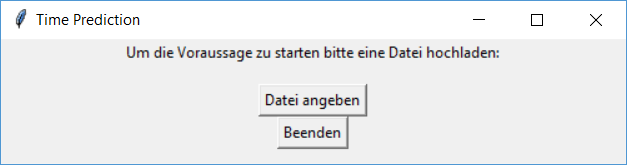 Time Prediction
Um die Voraussage zu starten bitte eine Datei hochladen:
Datei angeben
Beenden